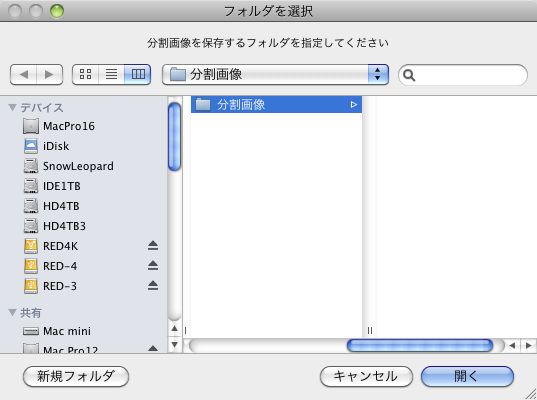 フォルダを選択
分割画像を保存するフォルダを指定してください
分割画像
デバイス
MacPro16
iDisk
SnowLeopard
IDE1TB
HD4TB
HD4TB3
RED4K
RED-4
RED-3
共有
Mac mini
Mac Pro12
分割画像
新規フォルダ
キャンセル
開く